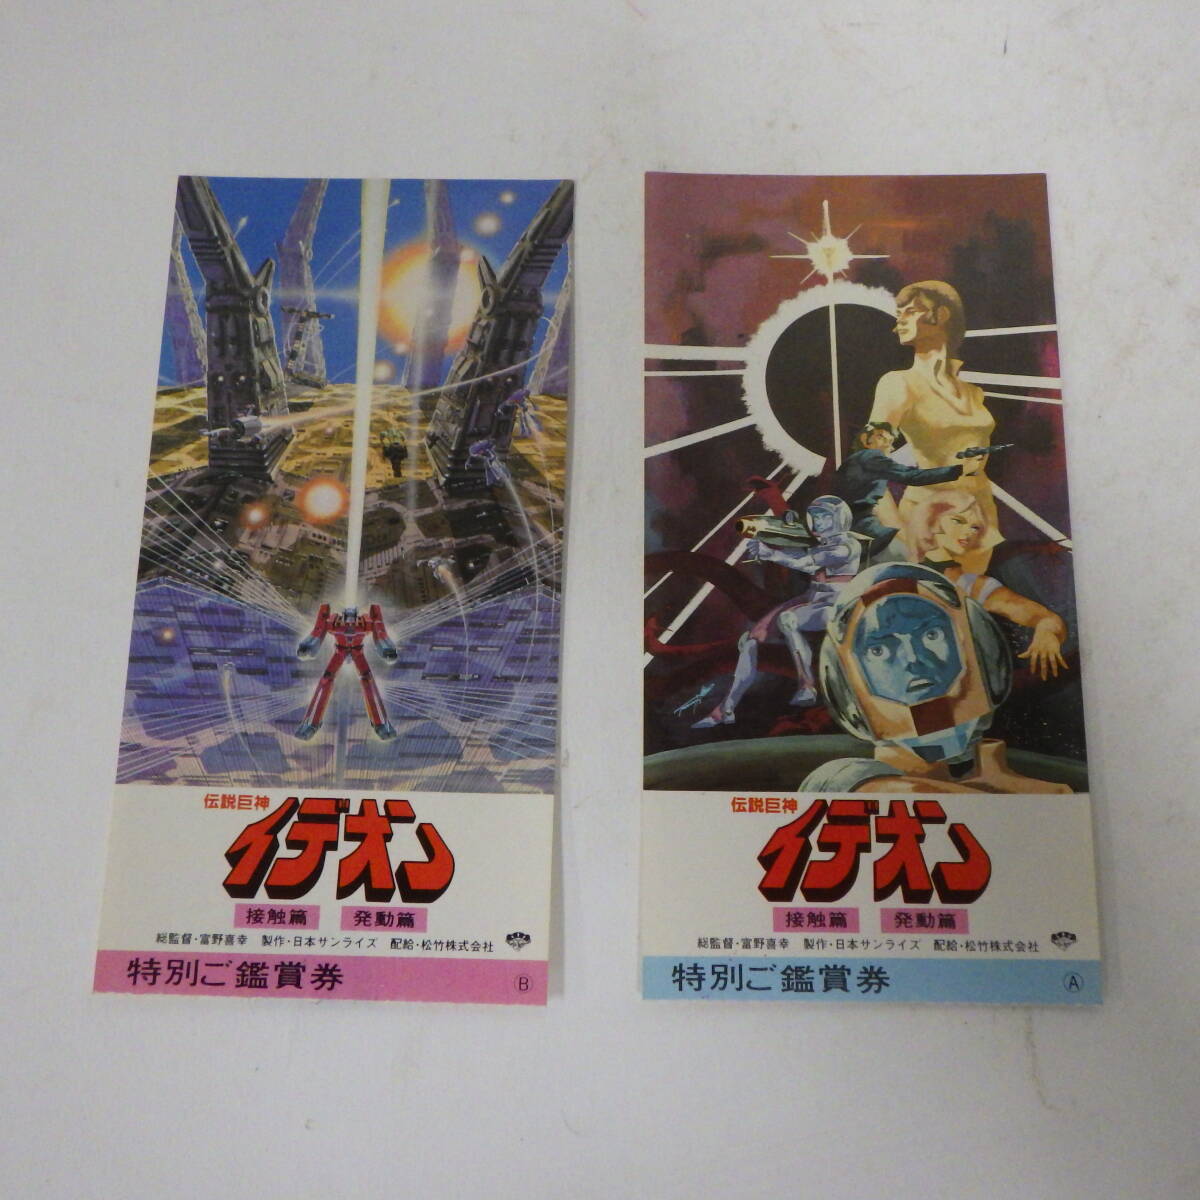 伝説巨神
イデオン
接触篇 発動篇
総監督・富野喜幸 製作・日本サンライズ 配給・松竹株式会社
特別ご鑑賞券 Ⓑ
伝説巨神
イデオン
接触篇 発動篇
総監督・富野喜幸 製作・日本サンライズ 配給・松竹株式会社
特別ご鑑賞券 Ⓐ